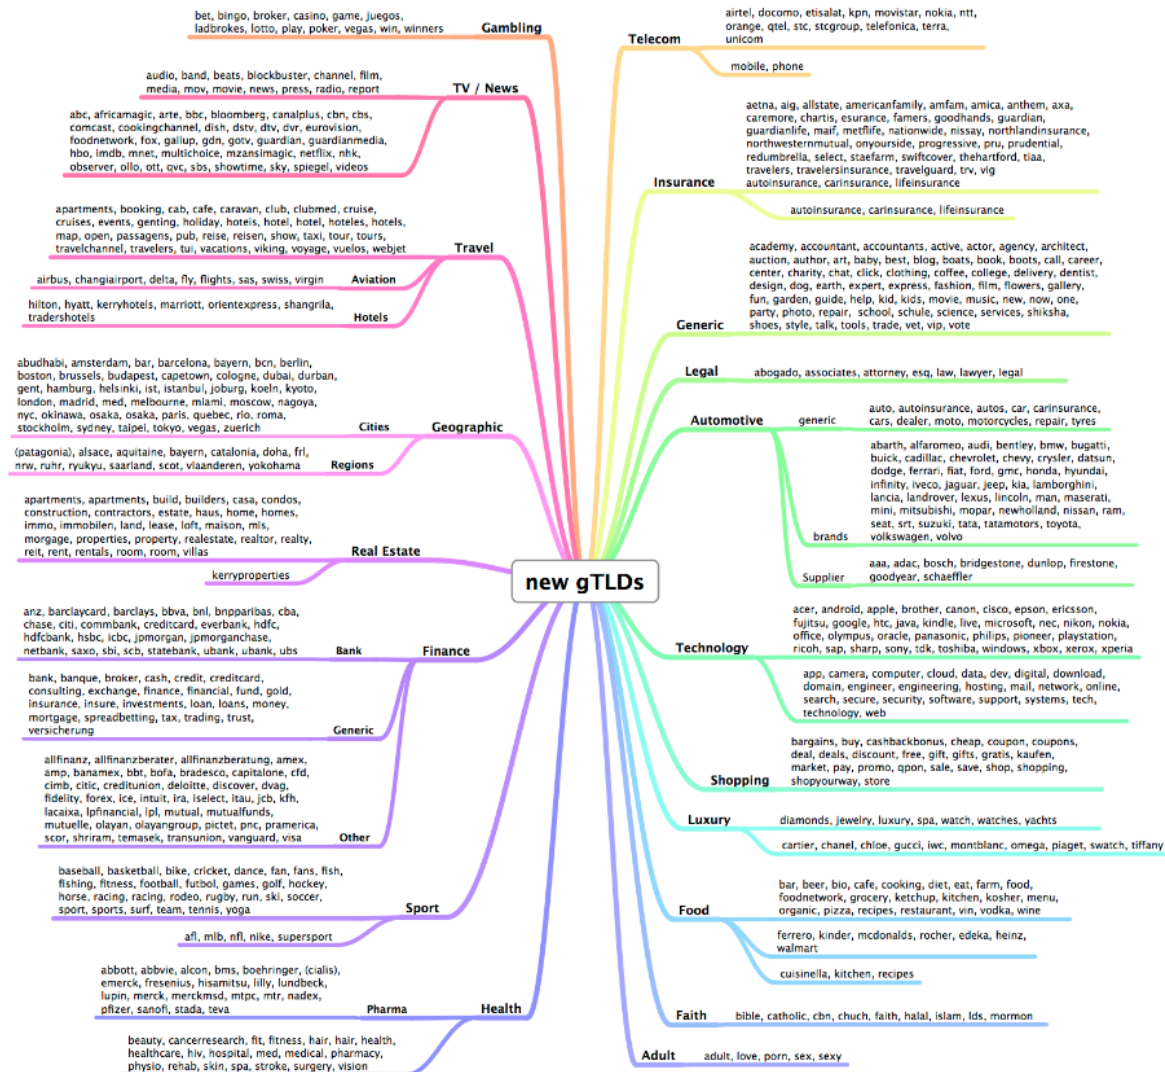 bet, bingo, broker, casino, game, juegos,
ladbrokes, lotto, play, poker, vegas, win, winners
Gambling
audio, band, beats, blockbuster, channel, film,
media, mov, movie, news, press, radio, report
TV / News
abc, africamagic, arte, bbc, bloomberg, canalplus, cbn, cbs,
comcast, cookingchannel, dish, dstv, dtv, dvr, eurovision,
foodnetwork, fox, gallup, gdn, gotv, guardian, guardianmedia,
hbo, imdb, mnet, multichoice, mzansimagic, netflix, nhk,
observer, ollo, ott, qvc, sbs, showtime, sky, spiegel, videos
apartments, booking, cab, cafe, caravan, club, clubmed, cruise,
cruises, events, genting, holiday, hoteis, hotel, hotel, hoteles, hotels,
map, open, passagens, pub, reise, reisen, show, taxi, tour, tours,
travelchannel, travelers, tui, vacations, viking, voyage, vuelos, webjet
Travel
airbus, changiairport, delta, fly, flights, sas, swiss, virgin
Aviation
hilton, hyatt, kerryhotels, marriott, orientexpress, shangrila,
tradershotels
Hotels
abudhabi, amsterdam, bar, barcelona, bayern, bcn, berlin,
boston, brussels, budapest, capetown, cologne, dubai, durban,
gent, hamburg, helsinki, ist, istanbul, joburg, koeln, kyoto,
london, madrid, med, melbourne, miami, moscow, nagoya,
nyc, okinawa, osaka, osaka, paris, quebec, rio, roma,
stockholm, sydney, taipei, tokyo, vegas, zuerich
Cities
Geographic
(patagonia), alsace, aquitaine, bayern, catalonia, doha, frl,
nrw, ruhr, ryukyu, saarland, scot, vlaanderen, yokohama
Regions
apartments, apartments, build, builders, casa, condos,
construction, contractors, estate, haus, home, homes,
immo, immobilen, land, lease, loft, maison, mls,
morgage, properties, property, realestate, realtor, realty,
reit, rent, rentals, room, room, villas
Real Estate
kerryproperties
new gTLDs
anz, barclaycard, barclays, bbva, bnl, bnpparibas, cba,
chase, citi, commbank, creditcard, everbank, hdfc,
hdfcbank, hsbc, icbc, jpmorgan, jpmorganchase,
netbank, saxo, sbi, scb, statebank, ubank, ubank, ubs
Bank
Finance
bank, banque, broker, cash, credit, creditcard,
consulting, exchange, finance, financial, fund, gold,
insurance, insure, investments, loan, loans, money,
mortgage, spreadbetting, tax, trading, trust,
versicherung
Generic
allfinanz, allfinanzberater, allfinanzberatung, amex,
amp, banamex, bbt, bofa, bradesco, capitalone, cfd,
cimb, citic, creditunion, deloitte, discover, dvag,
fidelity, forex, ice, intuit, ira, iselect, itau, jcb, kfh,
lacaixa, lpfinancial, lpl, mutual, mutualfunds,
mutuelle, olayan, olayangroup, pictet, pnc, pramerica,
scor, shriram, temasek, transunion, vanguard, visa
Other
baseball, basketball, bike, cricket, dance, fan, fans, fish,
fishing, fitness, football, futbol, games, golf, hockey,
horse, racing, racing, rodeo, rugby, run, ski, soccer,
sport, sports, surf, team, tennis, yoga
Sport
afl, mlb, nfl, nike, supersport
abbott, abbvie, alcon, bms, boehringer, (cialis),
emerck, fresenius, hisamitsu, lilly, lundbeck,
lupin, merck, merckmsd, mtpc, mtr, nadex,
pfizer, sanofi, stada, teva
Pharma
Health
beauty, cancerresearch, fit, fitness, hair, hair, health,
healthcare, hiv, hospital, med, medical, pharmacy,
physio, rehab, skin, spa, stroke, surgery, vision
Telecom
airtel, docomo, etisalat, kpn, movistar, nokia, ntt,
orange, qtel, stc, stcgroup, telefonica, terra,
unicom
mobile, phone
Insurance
aetna, aig, allstate, americanfamily, amfam, amica, anthem, axa,
caremore, chartis, esurance, famers, goodhands, guardian,
guardianlife, maif, metflife, nationwide, nissay, northlandinsurance,
northwesternmutual, onyourside, progressive, pru, prudential,
redumbrella, select, staefarm, swiftcover, thehartford, tiaa,
travelers, travelersinsurance, travelguard, trv, vig
autoinsurance, carinsurance, lifeinsurance
autoinsurance, carinsurance, lifeinsurance
Generic
academy, accountant, accountants, active, actor, agency, architect,
auction, author, art, baby, best, blog, boats, book, boots, call, career,
center, charity, chat, click, clothing, coffee, college, delivery, dentist,
design, dog, earth, expert, express, fashion, film, flowers, gallery,
fun, garden, guide, help, kid, kids, movie, music, new, now, one,
party, photo, repair, school, schule, science, services, shiksha,
shoes, style, talk, tools, trade, vet, vip, vote
Legal
abogado, associates, attorney, esq, law, lawyer, legal
Automotive
generic
auto, autoinsurance, autos, car, carinsurance,
cars, dealer, moto, motorcycles, repair, tyres
brands
abarth, alfaromeo, audi, bentley, bmw, bugatti,
buick, cadillac, chevrolet, chevy, crysler, datsun,
dodge, ferrari, fiat, ford, gmc, honda, hyundai,
infinity, iveco, jaguar, jeep, kia, lamborghini,
lancia, landrover, lexus, lincoln, man, maserati,
mini, mitsubishi, mopar, newholland, nissan, ram,
seat, srt, suzuki, tata, tatamotors, toyota,
volkswagen, volvo
Supplier
aaa, adac, bosch, bridgestone, dunlop, firestone,
goodyear, schaeffler
Technology
acer, android, apple, brother, canon, cisco, epson, ericsson,
fujitsu, google, htc, java, kindle, live, microsoft, nec, nikon, nokia,
office, olympus, oracle, panasonic, philips, pioneer, playstation,
ricoh, sap, sharp, sony, tdk, toshiba, windows, xbox, xerox, xperia
app, camera, computer, cloud, data, dev, digital, download,
domain, engineer, engineering, hosting, mail, network, online,
search, secure, security, software, support, systems, tech,
technology, web
Shopping
bargains, buy, cashbackbonus, cheap, coupon, coupons,
deal, deals, discount, free, gift, gifts, gratis, kaufen,
market, pay, promo, qpon, sale, save, shop, shopping,
shopyourway, store
Luxury
diamonds, jewelry, luxury, spa, watch, watches, yachts
cartier, chanel, chloe, gucci, iwc, montblanc, omega, piaget, swatch, tiffany
Food
bar, beer, bio, cafe, cooking, diet, eat, farm, food,
foodnetwork, grocery, ketchup, kitchen, kosher, menu,
organic, pizza, recipes, restaurant, vin, vodka, wine
ferrero, kinder, mcdonalds, rocher, edeka, heinz,
walmart
cuisinella, kitchen, recipes
Faith
bible, catholic, cbn, chuch, faith, halal, islam, lds, mormon
Adult
adult, love, porn, sex, sexy